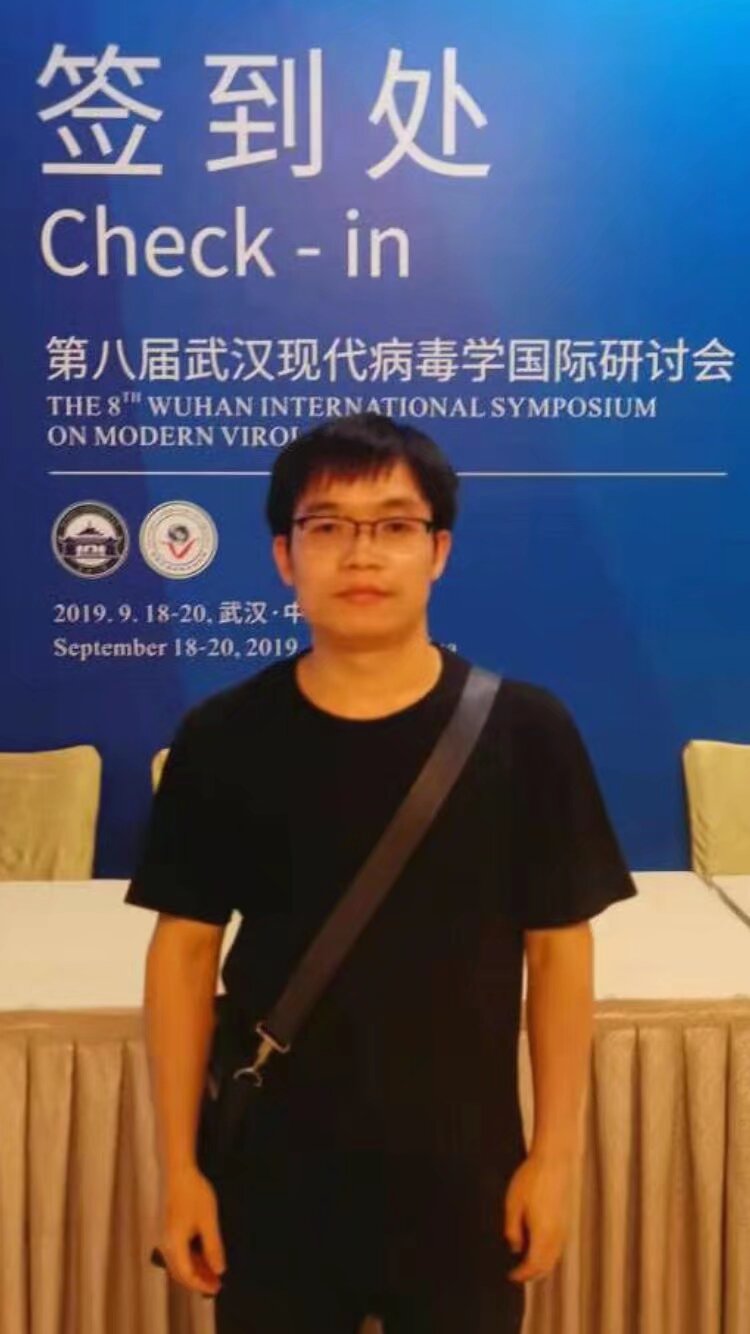 签到处
Check - in
第八届武汉现代病毒学国际研讨会
THE 8TH WUHAN INTERNATIONAL SYMPOSIUM
ON MODERN
2019. 9. 18-20, 武汉·中
September 18-20, 2019